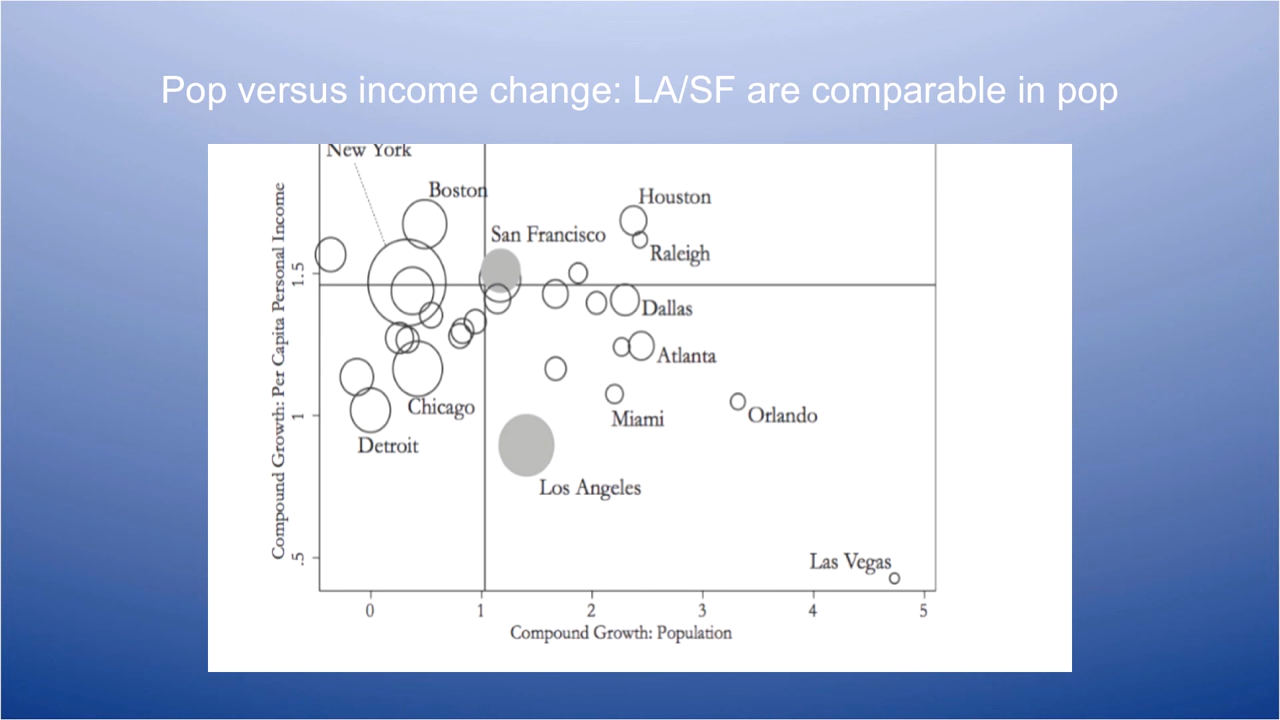 Pop versus income change: LA/SF are comparable in pop
New York
Boston
Houston
San Francisco
Raleigh
Dallas
Atlanta
Chicago
Miami
Orlando
Detroit
Los Angeles
Las Vegas
Compound Growth: Per Capita Personal Income
1.5
1
.5
0 1 2 3 4 5
Compound Growth: Population